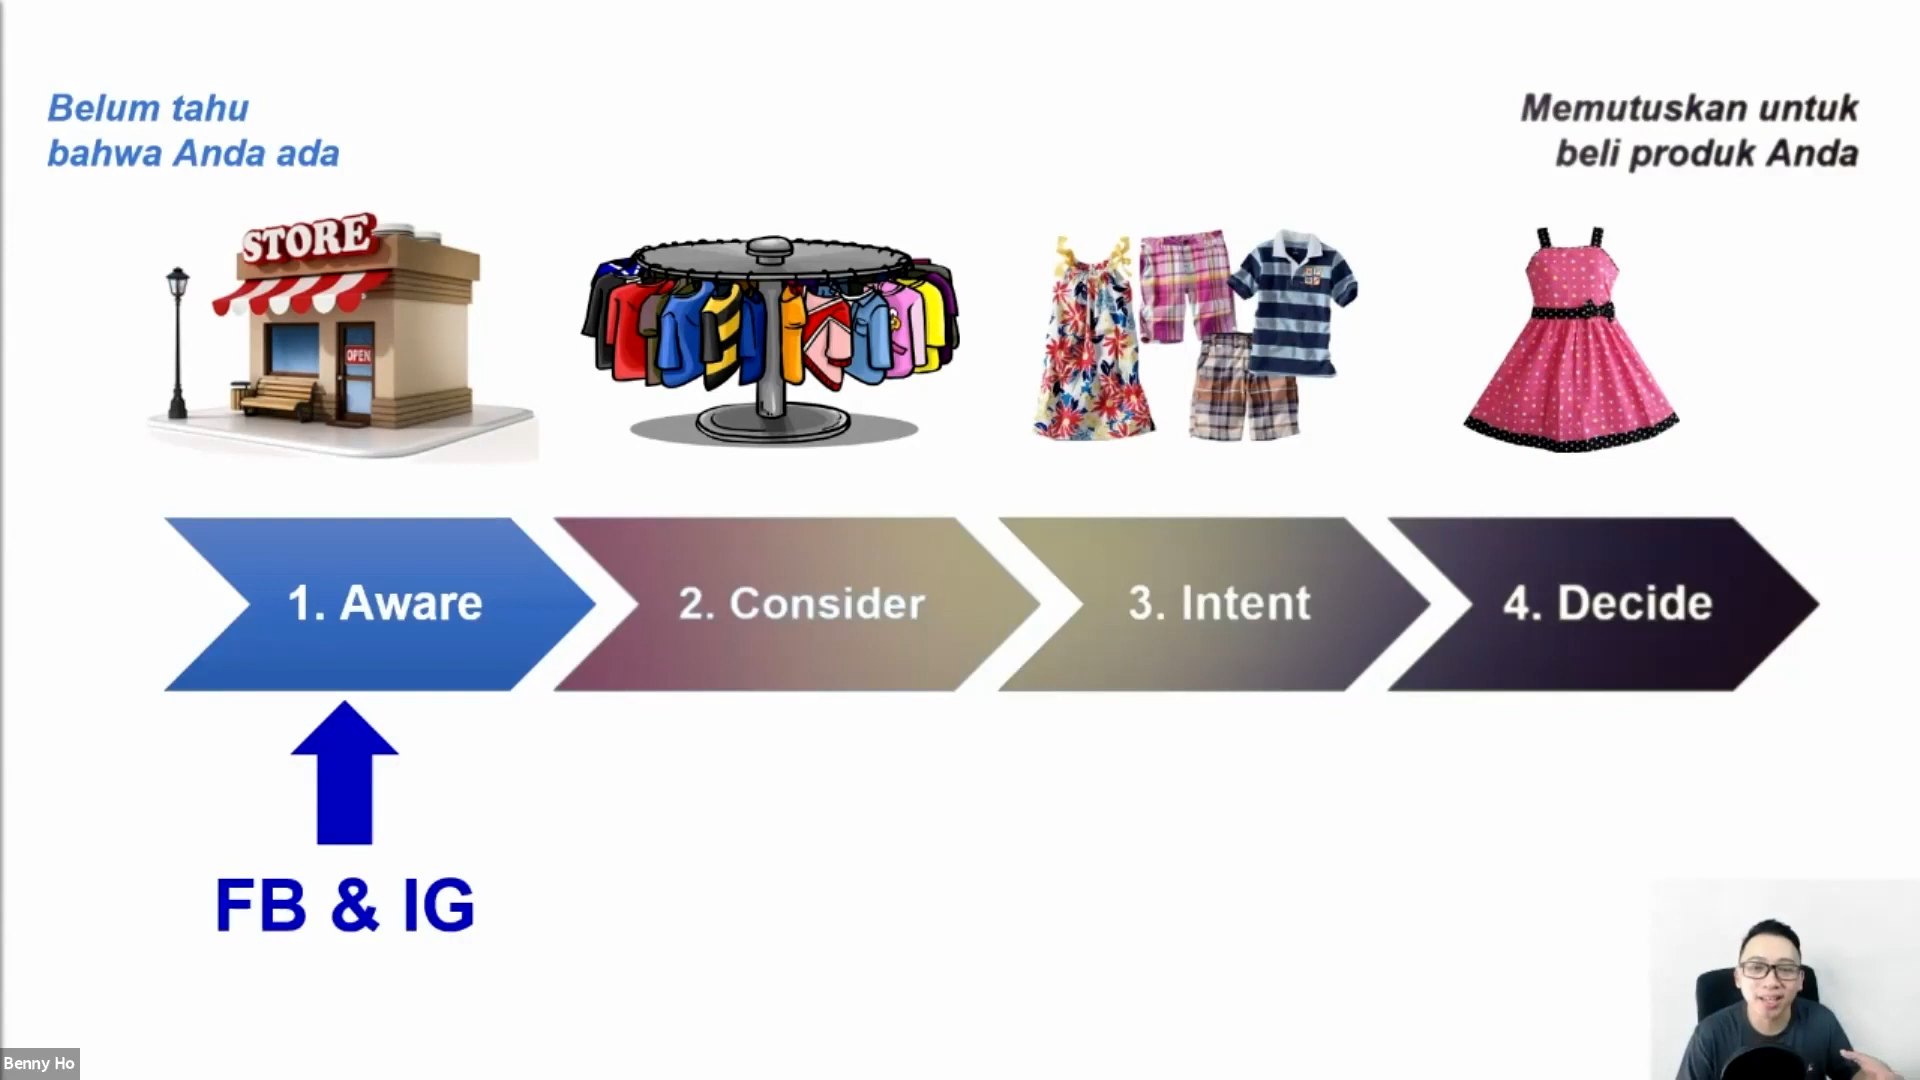 Belum tahu
bahwa Anda ada
Memutuskan untuk
beli produk Anda
STORE
OPEN
1. Aware
2. Consider
3. Intent
4. Decide
FB & IG
Benny Ho